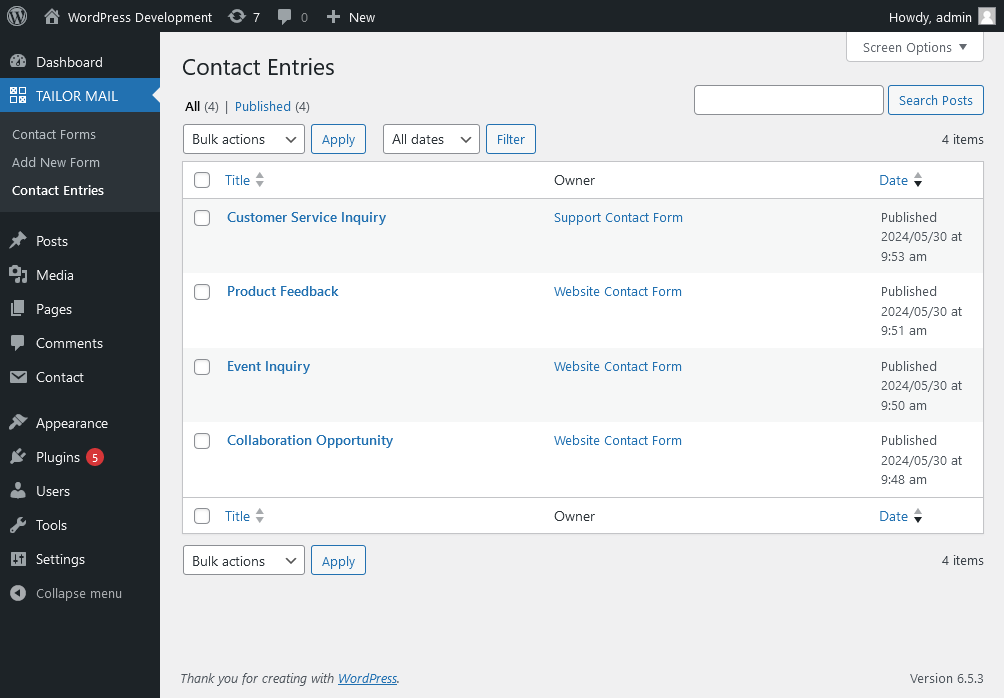 WordPress Development 7 0 New Howdy, admin
Screen Options
Dashboard
TAILOR MAIL
Contact Forms
Add New Form
Contact Entries
Posts
Media
Pages
Comments
Contact
Appearance
Plugins 5
Users
Tools
Settings
Collapse menu
Contact Entries
All (4) | Published (4)
Search Posts
Bulk actions Apply All dates Filter 4 items
Title Owner Date
Customer Service Inquiry Support Contact Form Published
2024/05/30 at
9:53 am
Product Feedback Website Contact Form Published
2024/05/30 at
9:51 am
Event Inquiry Website Contact Form Published
2024/05/30 at
9:50 am
Collaboration Opportunity Website Contact Form Published
2024/05/30 at
9:48 am
Title Owner Date
Bulk actions Apply 4 items
Thank you for creating with WordPress. Version 6.5.3